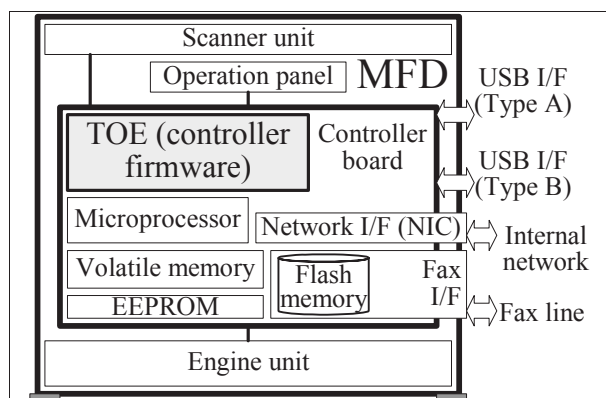 Scanner unit
Operation panel
MFD
USB I/F
(Type A)
TOE (controller
firmware)
Controller
board
USB I/F
(Type B)
Microprocessor
Network I/F (NIC)
Internal
network
Volatile memory
Flash
memory
Fax
I/F
EEPROM
Fax line
Engine unit